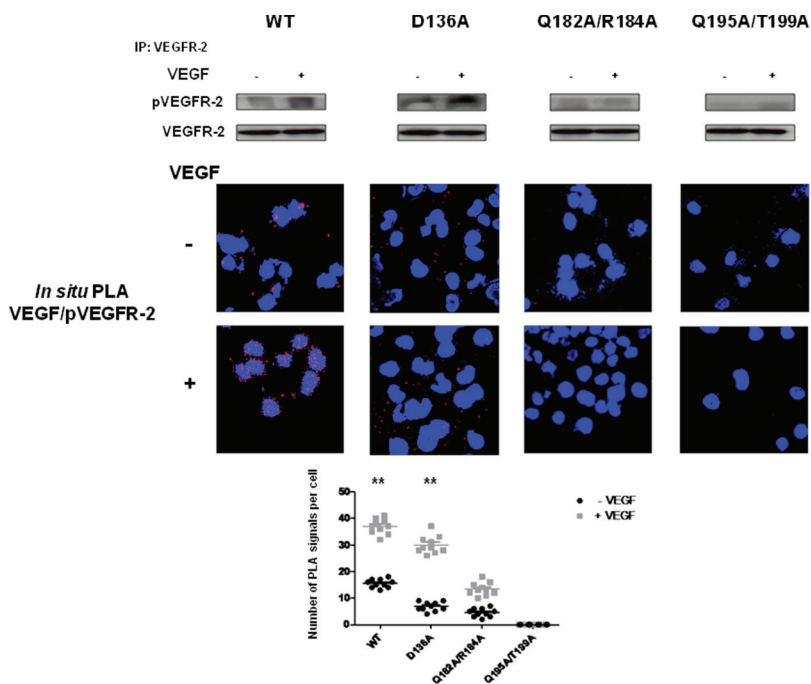 WT D136A Q182A/R184A Q195A/T199A
IP: VEGFR-2
VEGF - + - + - + - +
pVEGFR-2
VEGFR-2
VEGF
-
In situ PLA
VEGF/pVEGFR-2
+
** **
50
40
30
20
10
0
Number of PLA signals per cell
- VEGF
+ VEGF
WT
D136A
Q182A/R184A
Q195A/T199A